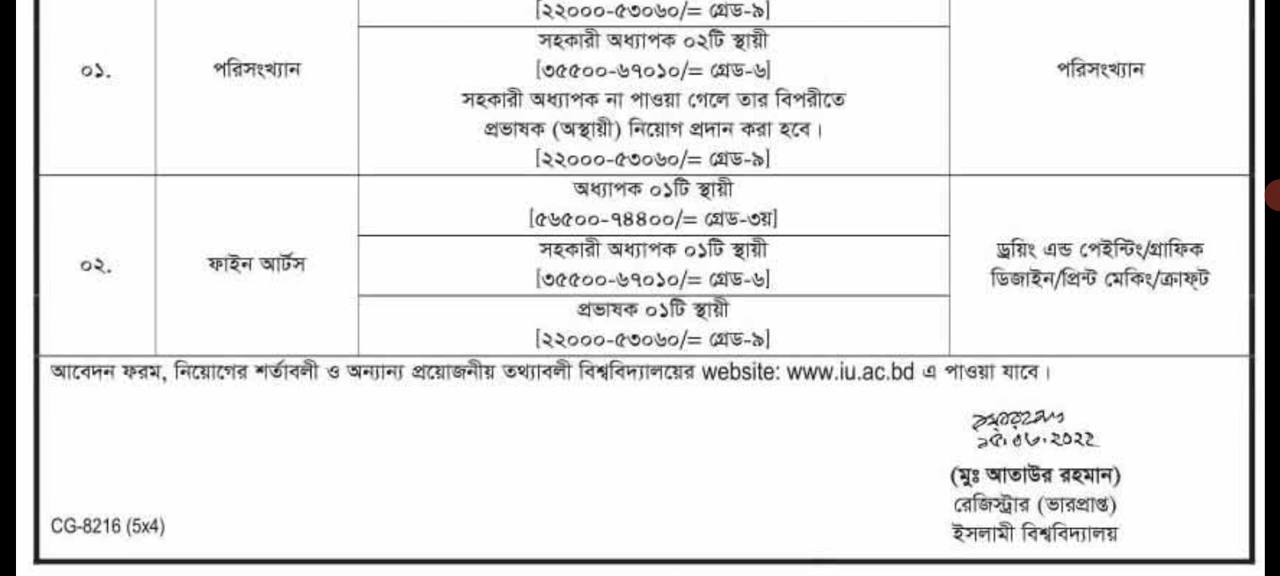 [২২০০০-৫৩০৬০/= গ্রেড-৯]
০১.
পরিসংখ্যান
সহকারী অধ্যাপক ০২টি স্থায়ী
[৩৫৫০০-৬৭০১০/= গ্রেড-৬]
সহকারী অধ্যাপক না পাওয়া গেলে তার বিপরীতে
প্রভাষক (অস্থায়ী) নিয়োগ প্রদান করা হবে।
[২২০০০-৫৩০৬০/= গ্রেড-৯]
পরিসংখ্যান
০২.
ফাইন আর্টস
অধ্যাপক ০১টি স্থায়ী
[৫৬৫০০-৭৪৪০০/= গ্রেড-৩য়]
সহকারী অধ্যাপক ০১টি স্থায়ী
[৩৫৫০০-৬৭০১০/= গ্রেড-৬]
প্রভাষক ০১টি স্থায়ী
[২২০০০-৫৩০৬০/= গ্রেড-৯]
ড্রয়িং এন্ড পেইন্টিং/গ্রাফিক
ডিজাইন/প্রিন্ট মেকিং/ক্রাফ্‌ট
আবেদন ফরম, নিয়োগের শর্তাবলী ও অন্যান্য প্রয়োজনীয় তথ্যাবলী বিশ্ববিদ্যালয়ের website: www.iu.ac.bd এ পাওয়া যাবে।
(মুঃ আতাউর রহমান)
রেজিস্ট্রার (ভারপ্রাপ্ত)
ইসলামী বিশ্ববিদ্যালয়
CG-8216 (5x4)